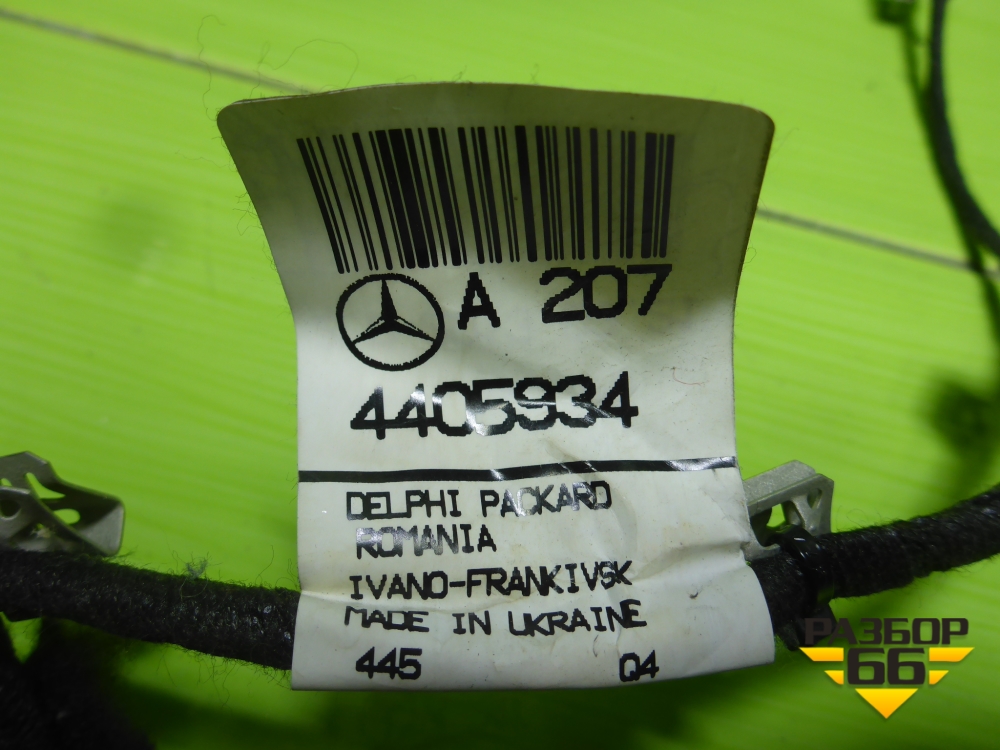 A 207
4405934
DELPHI PACKARD
ROMANIA
IVANO-FRANKIVSK
MADE IN UKRAINE
445 Q4
РАЗБОР
66